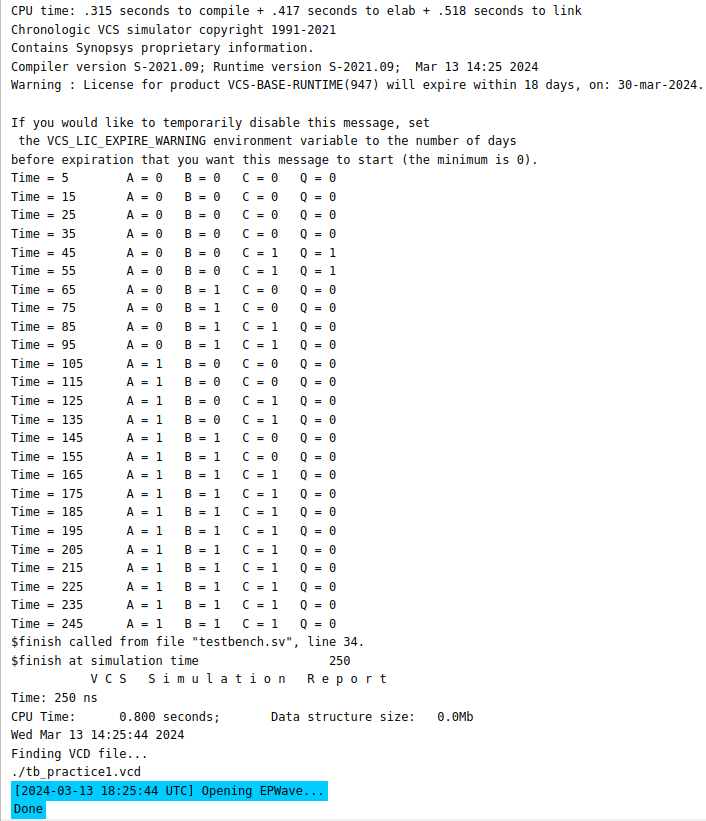 CPU time: .315 seconds to compile + .417 seconds to elab + .518 seconds to link
Chronologic VCS simulator copyright 1991-2021
Contains Synopsys proprietary information.
Compiler version S-2021.09; Runtime version S-2021.09;  Mar 13 14:25 2024
Warning : License for product VCS-BASE-RUNTIME(947) will expire within 18 days, on: 30-mar-2024.
If you would like to temporarily disable this message, set
 the VCS_LIC_EXPIRE_WARNING environment variable to the number of days
before expiration that you want this message to start (the minimum is 0).
Time = 5        A = 0   B = 0   C = 0   Q = 0
Time = 15       A = 0   B = 0   C = 0   Q = 0
Time = 25       A = 0   B = 0   C = 0   Q = 0
Time = 35       A = 0   B = 0   C = 0   Q = 0
Time = 45       A = 0   B = 0   C = 1   Q = 1
Time = 55       A = 0   B = 0   C = 1   Q = 1
Time = 65       A = 0   B = 1   C = 0   Q = 0
Time = 75       A = 0   B = 1   C = 0   Q = 0
Time = 85       A = 0   B = 1   C = 1   Q = 0
Time = 95       A = 0   B = 1   C = 1   Q = 0
Time = 105      A = 1   B = 0   C = 0   Q = 0
Time = 115      A = 1   B = 0   C = 0   Q = 0
Time = 125      A = 1   B = 0   C = 1   Q = 0
Time = 135      A = 1   B = 0   C = 1   Q = 0
Time = 145      A = 1   B = 1   C = 0   Q = 0
Time = 155      A = 1   B = 1   C = 0   Q = 0
Time = 165      A = 1   B = 1   C = 1   Q = 0
Time = 175      A = 1   B = 1   C = 1   Q = 0
Time = 185      A = 1   B = 1   C = 1   Q = 0
Time = 195      A = 1   B = 1   C = 1   Q = 0
Time = 205      A = 1   B = 1   C = 1   Q = 0
Time = 215      A = 1   B = 1   C = 1   Q = 0
Time = 225      A = 1   B = 1   C = 1   Q = 0
Time = 235      A = 1   B = 1   C = 1   Q = 0
Time = 245      A = 1   B = 1   C = 1   Q = 0
$finish called from file "testbench.sv", line 34.
$finish at simulation time                  250
           V C S   S i m u l a t i o n   R e p o r t
Time: 250 ns
CPU Time:      0.800 seconds;       Data structure size:   0.0Mb
Wed Mar 13 14:25:44 2024
Finding VCD file...
./tb_practice1.vcd
[2024-03-13 18:25:44 UTC] Opening EPWave...
Done